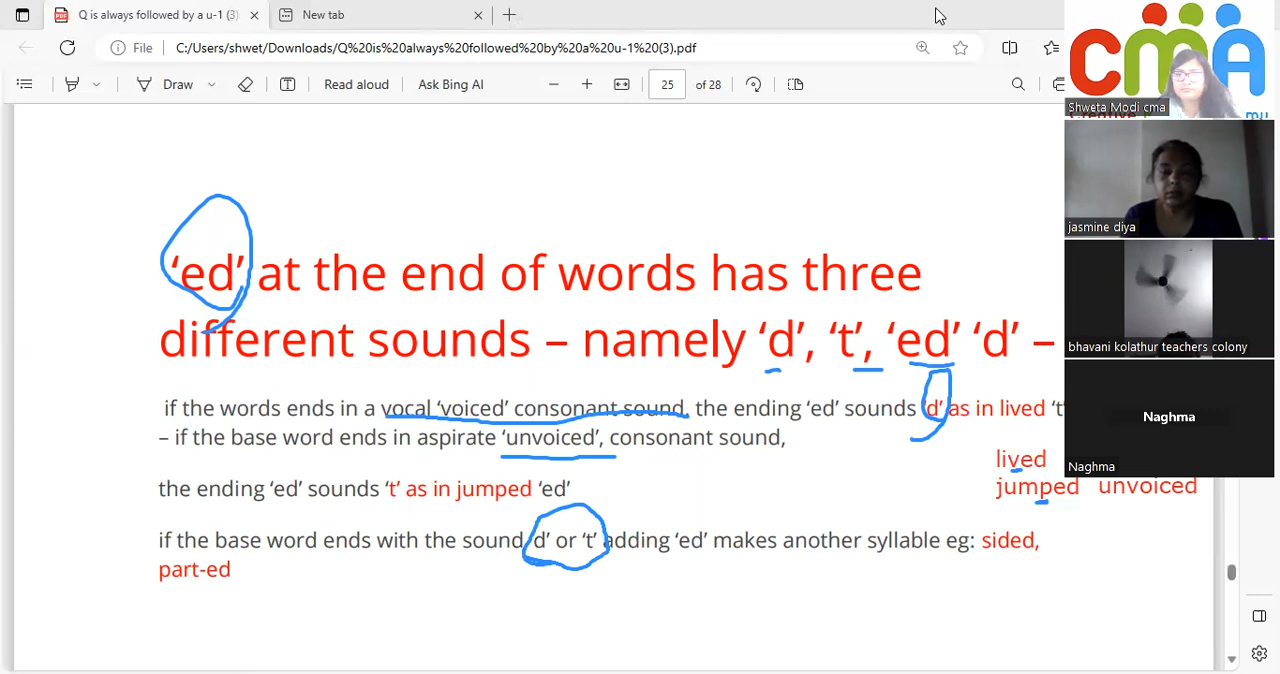 Q is always followed by a u-1 (3)
New tab
File
C:/Users/shwet/Downloads/Q%20is%20always%20followed%20by%20a%20u-1%20(3).pdf
Draw
Read aloud
Ask Bing AI
25
of 28
‘ed’ at the end of words has three
different sounds – namely ‘d’, ‘t’, ‘ed’ ‘d’ –
if the words ends in a vocal ‘voiced’ consonant sound, the ending ‘ed’ sounds ‘d’ as in lived ‘t’
– if the base word ends in aspirate ‘unvoiced’, consonant sound,
lived
the ending ‘ed’ sounds ‘t’ as in jumped ‘ed’
jumped unvoiced
if the base word ends with the sound ‘d’ or ‘t’ adding ‘ed’ makes another syllable eg: sided,
part-ed
cmA
Shweta Modi cma
jasmine diya
bhavani kolathur teachers colony
Naghma
Naghma